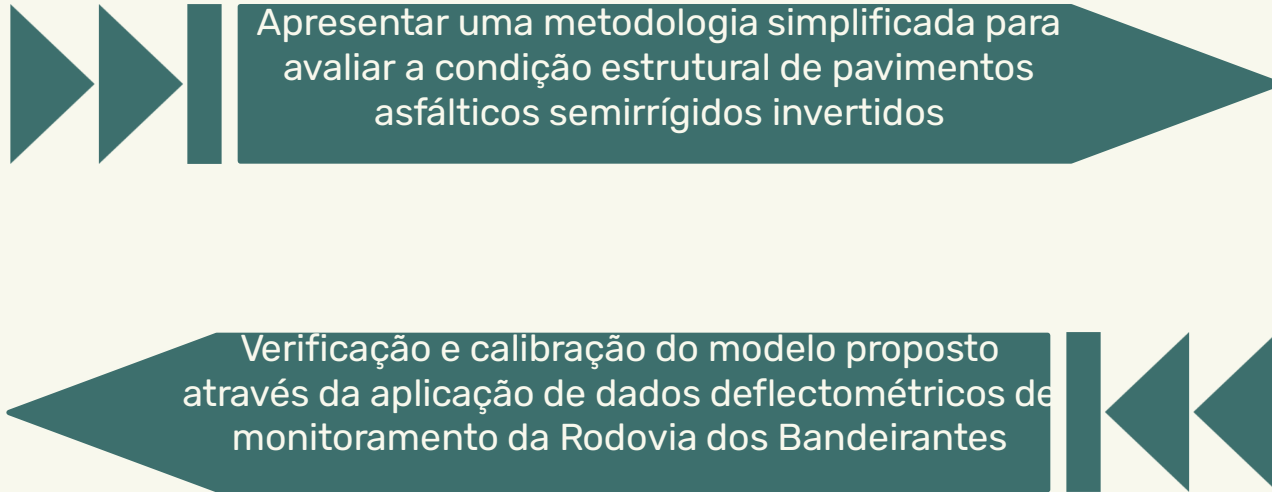 Apresentar uma metodologia simplificada para
avaliar a condição estrutural de pavimentos
asfálticos semirrígidos invertidos
Verificação e calibração do modelo proposto
através da aplicação de dados deflectométricos de
monitoramento da Rodovia dos Bandeirantes